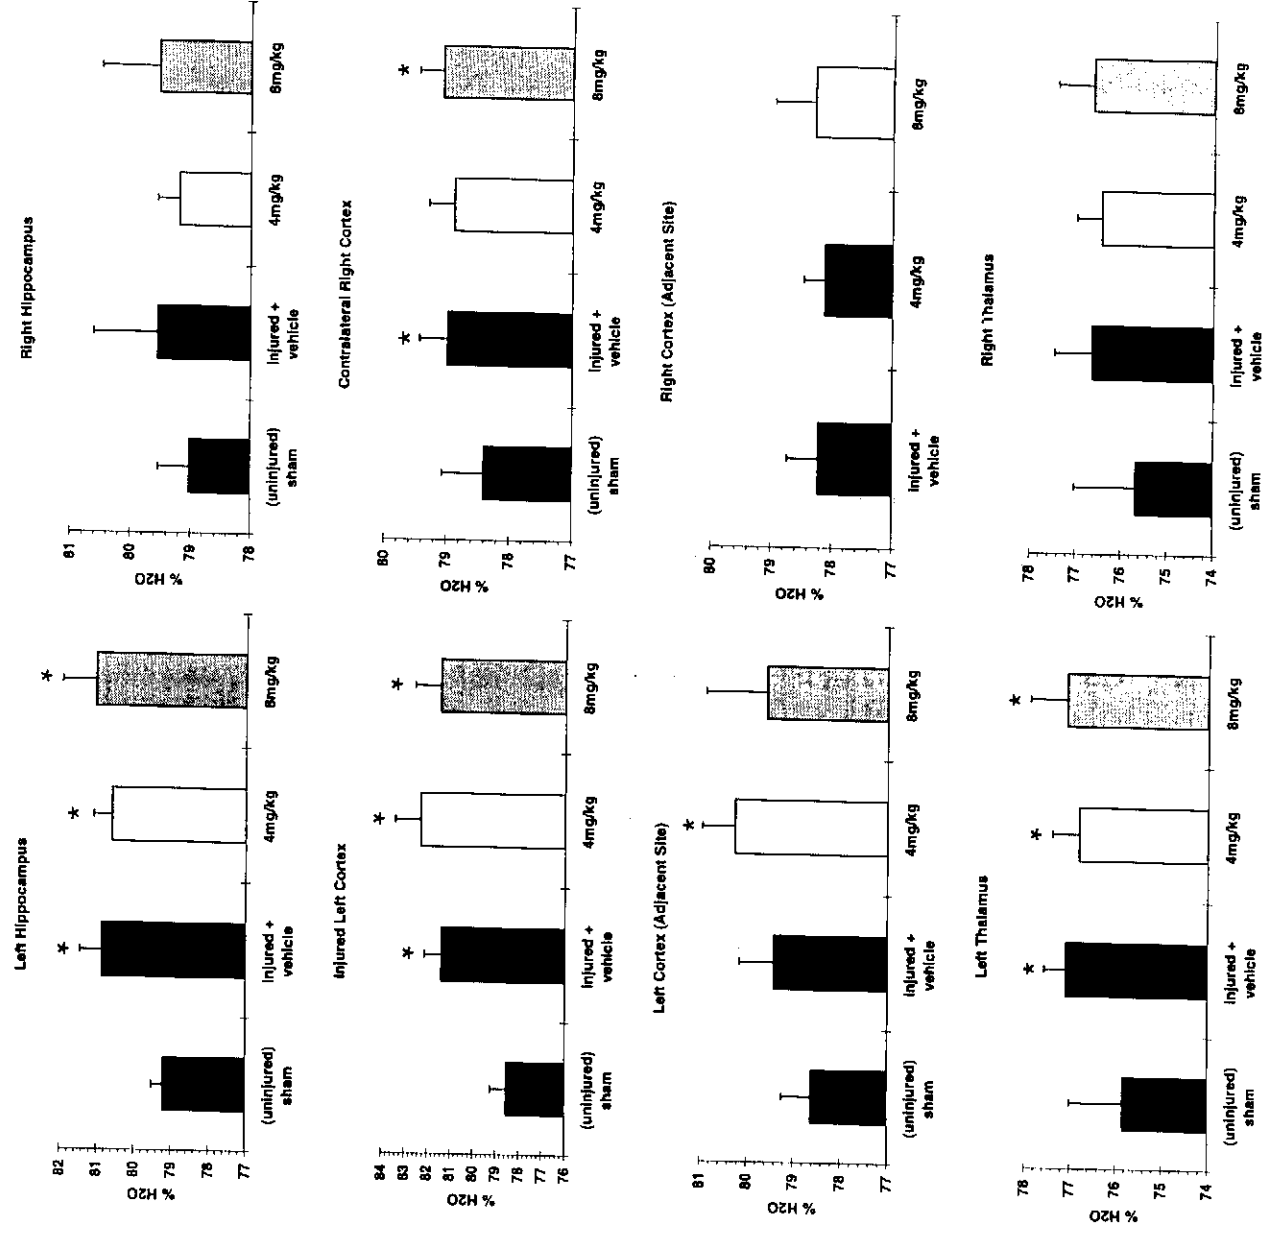 Left Hippocampus
% H2O
82
81
80
79
78
77
*
*
*
(uninjured) sham
Injured + vehicle
4mg/kg
8mg/kg
Right Hippocampus
% H2O
81
80
79
78
(uninjured) sham
Injured + vehicle
4mg/kg
8mg/kg
Injured Left Cortex
% H2O
84
83
82
81
80
79
78
77
76
*
*
*
(uninjured) sham
Injured + vehicle
4mg/kg
8mg/kg
Contralateral Right Cortex
% H2O
80
79
78
77
*
*
(uninjured) sham
Injured + vehicle
4mg/kg
8mg/kg
Left Cortex (Adjacent Site)
% H2O
81
80
79
78
77
*
(uninjured) sham
Injured + vehicle
4mg/kg
8mg/kg
Right Cortex (Adjacent Site)
% H2O
80
79
78
77
Injured + vehicle
4mg/kg
8mg/kg
Left Thalamus
% H2O
78
77
76
75
74
*
*
*
(uninjured) sham
Injured + vehicle
4mg/kg
8mg/kg
Right Thalamus
% H2O
78
77
76
75
74
(uninjured) sham
Injured + vehicle
4mg/kg
8mg/kg